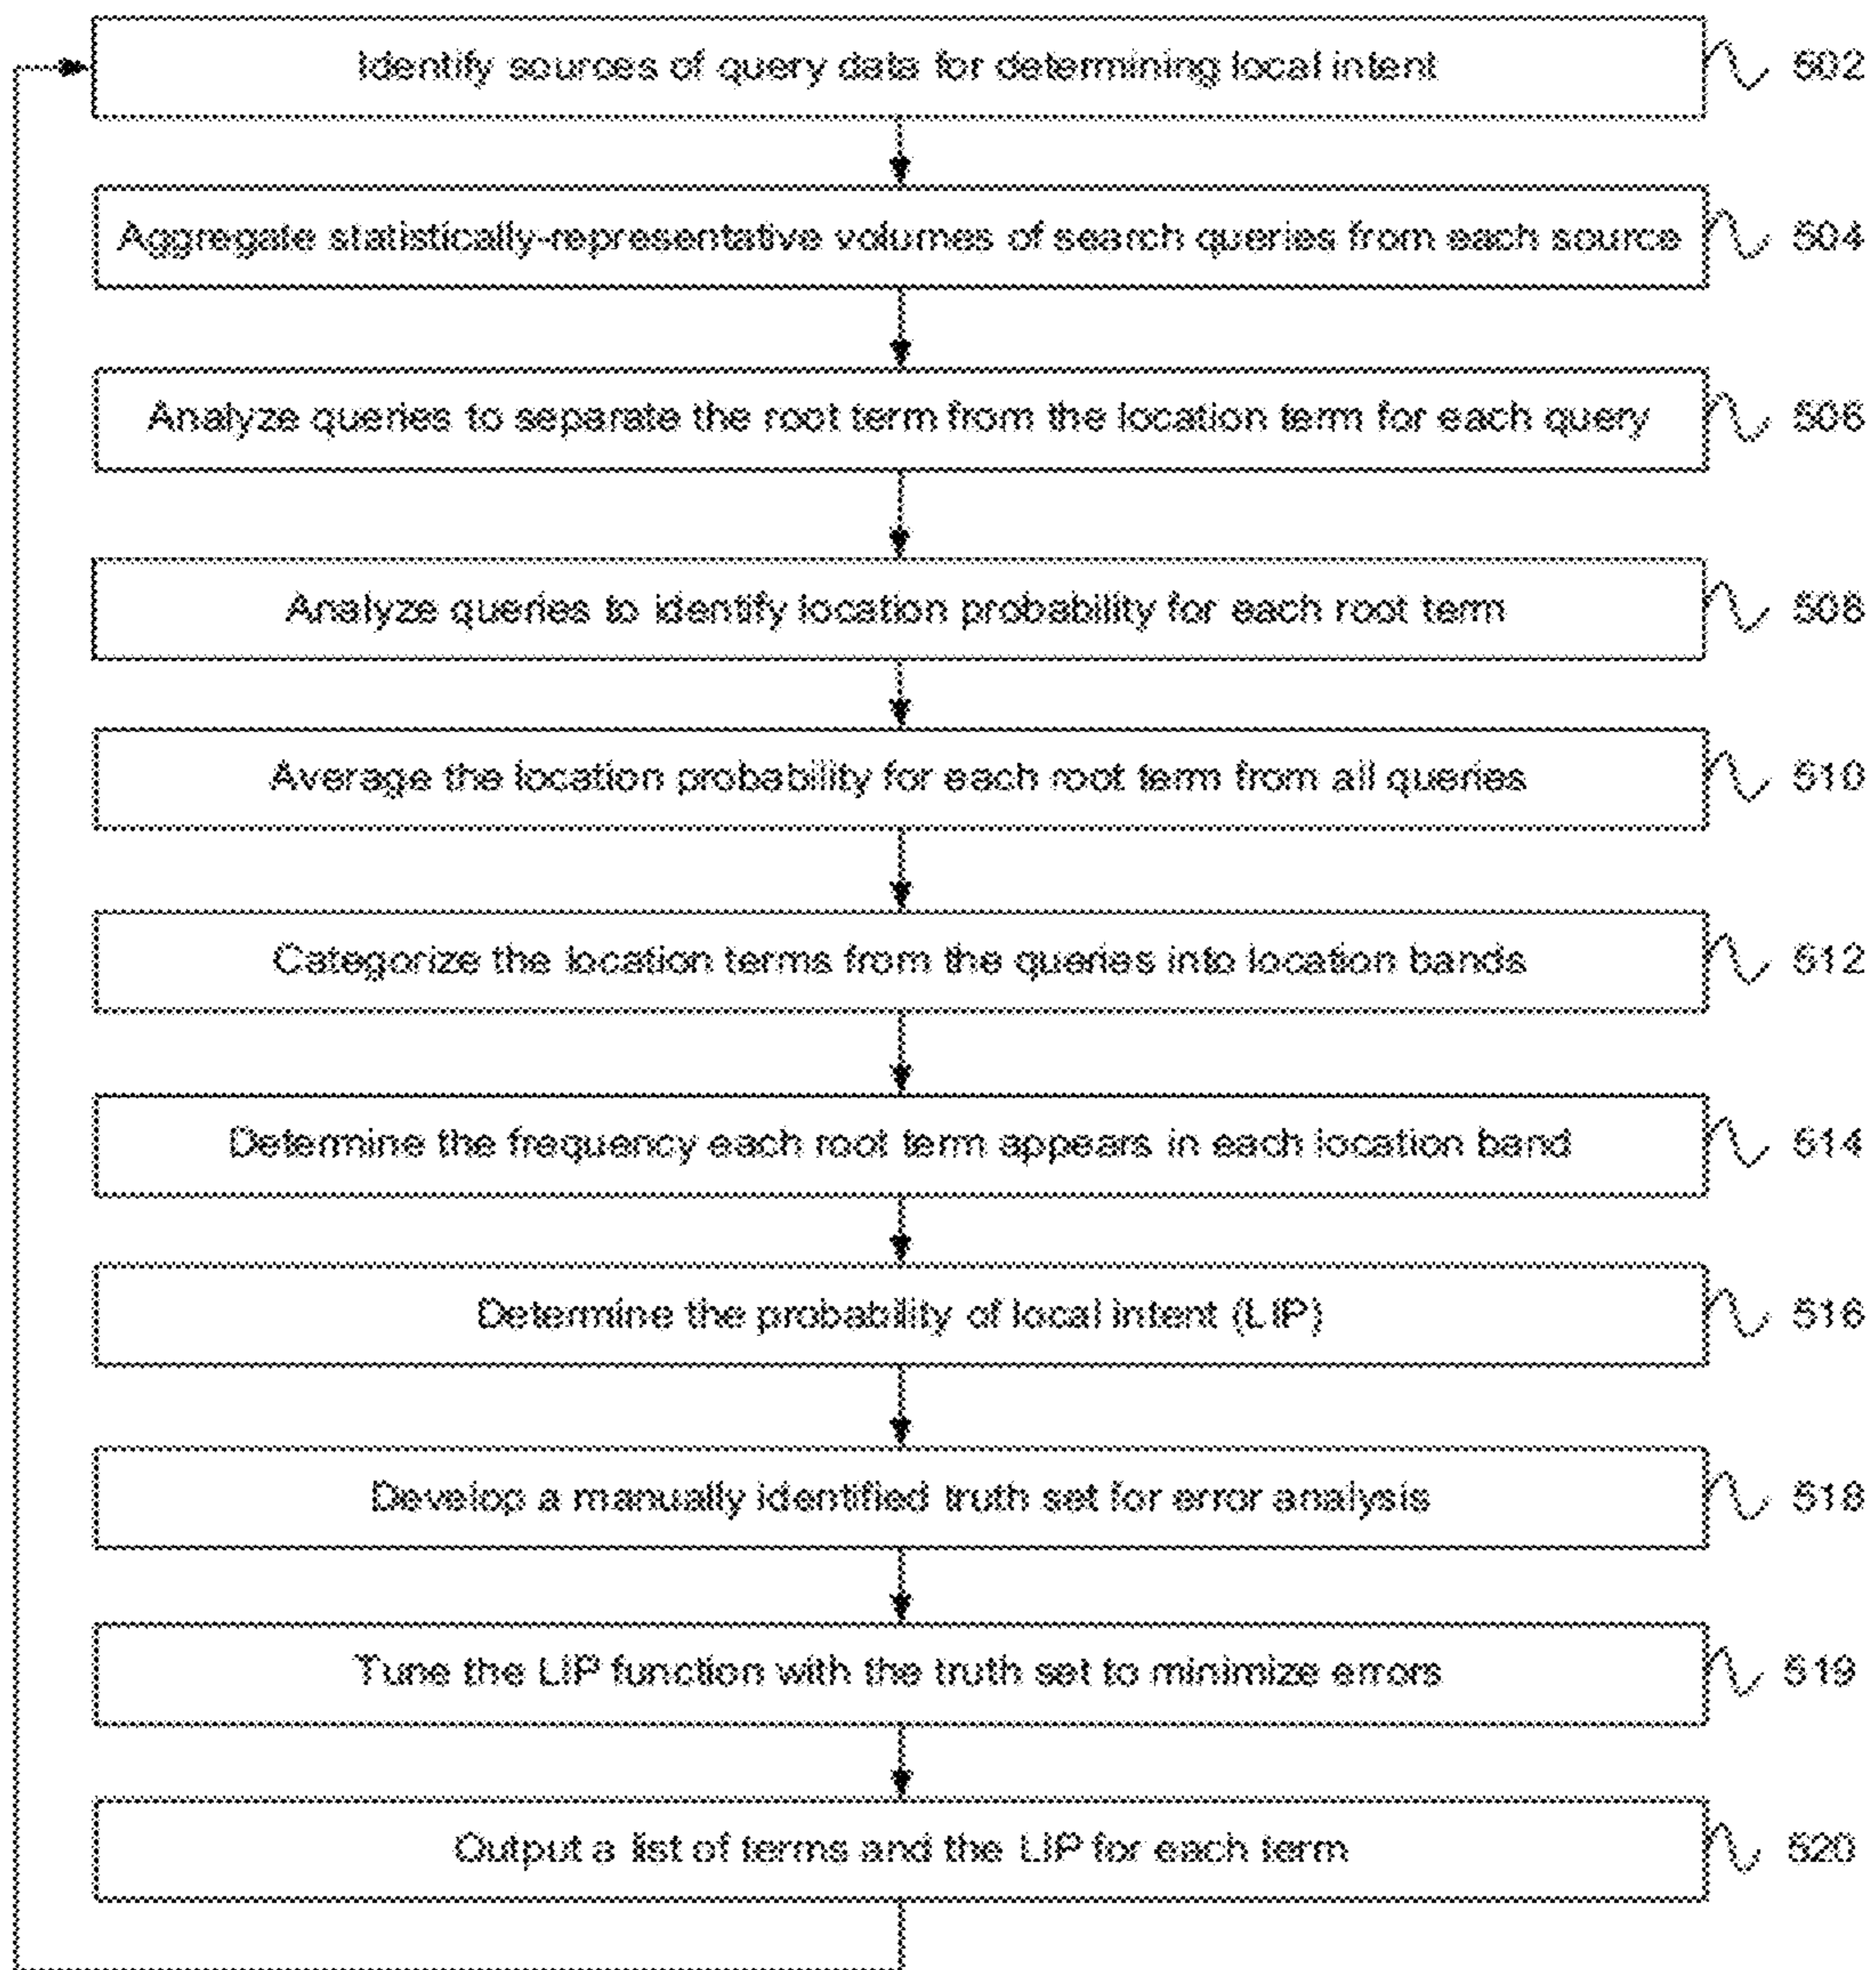 Identify sources of query data for determining local intent 502
Aggregate statistically-representative volumes of search queries from each source 504
Analyze queries to separate the root term from the location term for each query 506
Analyze queries to identify location probability for each root term 508
Average the location probability for each root term from all queries 510
Categorize the location terms from the queries into location bands 512
Determine the frequency each root term appears in each location band 514
Determine the probability of local intent (LIP) 516
Develop a manually identified truth set for error analysis 518
Tune the LIP function with the truth set to minimize errors 519
Output a list of terms and the LIP for each term 520